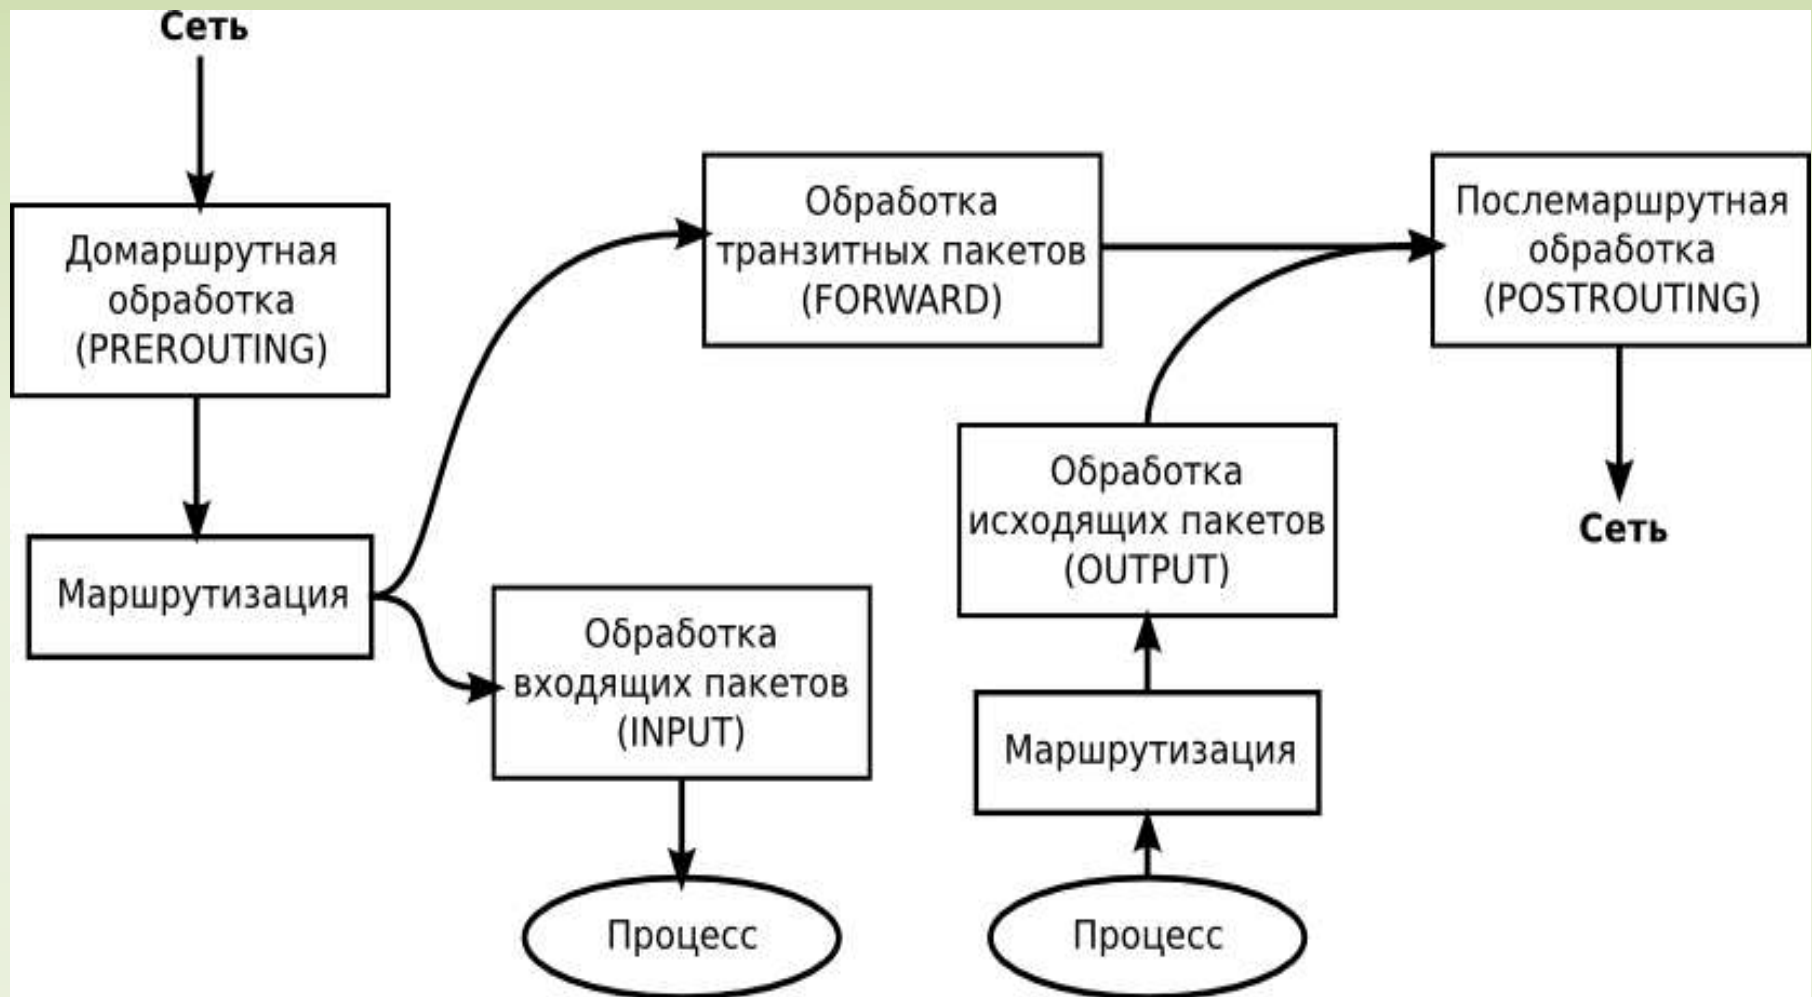 Сеть
Домаршрутная
обработка
(PREROUTING)
Маршрутизация
Обработка
транзитных пакетов
(FORWARD)
Обработка
входящих пакетов
(INPUT)
Процесс
Послемаршрутная
обработка
(POSTROUTING)
Сеть
Обработка
исходящих пакетов
(OUTPUT)
Маршрутизация
Процесс